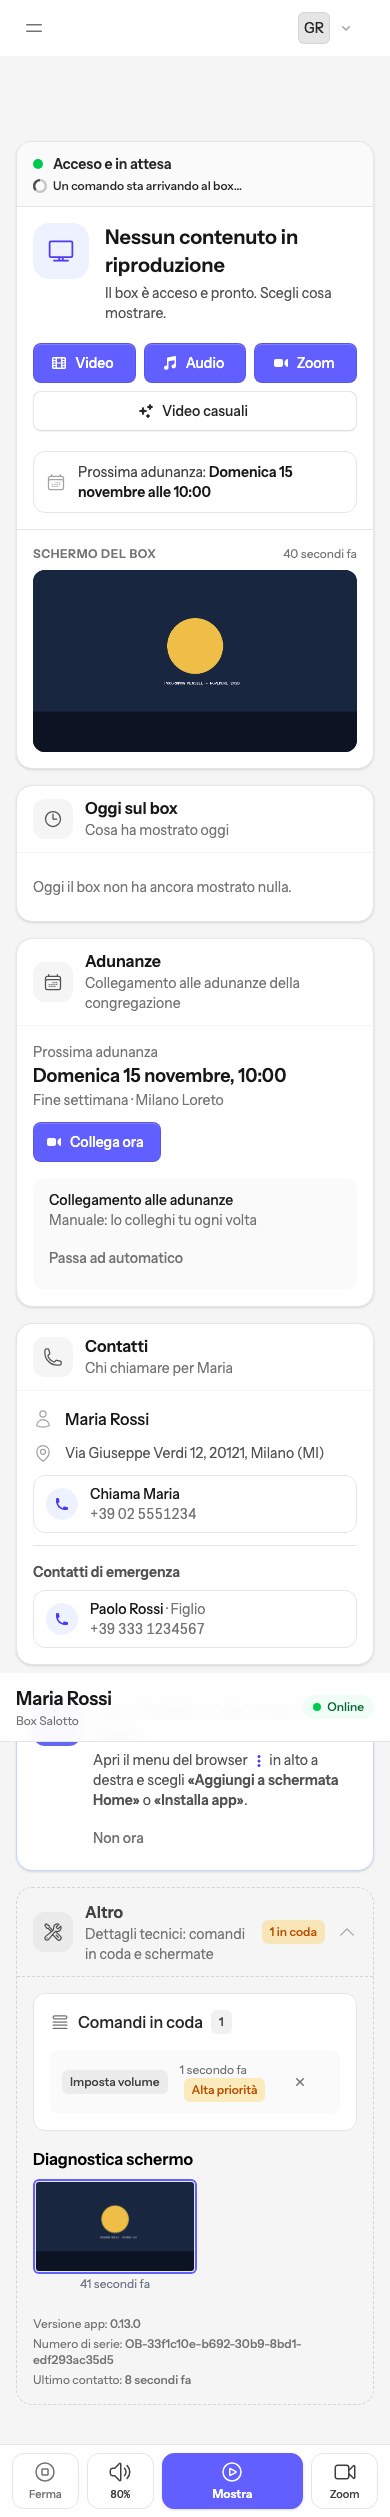 GR
Acceso e in attesa
Un comando sta arrivando al box...
Nessun contenuto in
riproduzione
Il box è acceso e pronto. Scegli cosa
mostrare.
Video
Audio
Zoom
Video casuali
Prossima adunanza: Domenica 15
novembre alle 10:00
SCHERMO DEL BOX
40 secondi fa
Oggi sul box
Cosa ha mostrato oggi
Oggi il box non ha ancora mostrato nulla.
Adunanze
Collegamento alle adunanze della
congregazione
Prossima adunanza
Domenica 15 novembre, 10:00
Fine settimana · Milano Loreto
Collega ora
Collegamento alle adunanze
Manuale: lo colleghi tu ogni volta
Passa ad automatico
Contatti
Chi chiamare per Maria
Maria Rossi
Via Giuseppe Verdi 12, 20121, Milano (MI)
Chiama Maria
+39 02 5551234
Contatti di emergenza
Paolo Rossi · Figlio
+39 333 1234567
Maria Rossi
Box Salotto
Online
Apri il menu del browser ⋮ in alto a
destra e scegli «Aggiungi a schermata
Home» o «Installa app».
Non ora
Altro
Dettagli tecnici: comandi
in coda e schermate
1 in coda
Comandi in coda 1
Imposta volume
1 secondo fa
Alta priorità
Diagnostica schermo
41 secondi fa
Versione app: 0.13.0
Numero di serie: OB-33f1c10e-b692-30b9-8bd1-
edf293ac35d5
Ultimo contatto: 8 secondi fa
Ferma
80%
Mostra
Zoom